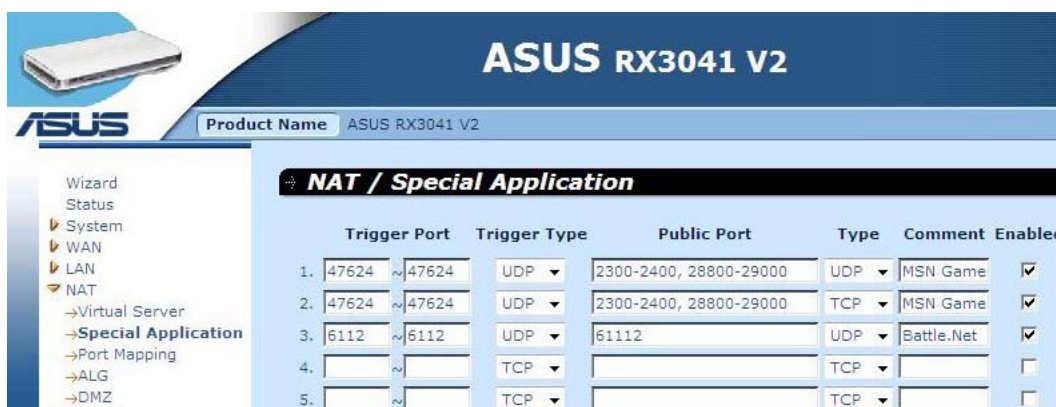 ASUS RX3041 V2
ASUS
Product Name ASUS RX3041 V2
Wizard
Status
System
WAN
LAN
NAT
Virtual Server
Special Application
Port Mapping
ALG
DMZ
NAT / Special Application
Trigger Port Trigger Type Public Port Type Comment Enabled
1. 47624 ~ 47624 UDP 2300-2400, 28800-29000 UDP MSN Game
2. 47624 ~ 47624 UDP 2300-2400, 28800-29000 TCP MSN Game
3. 6112 ~ 6112 UDP 61112 UDP Battle.Net
4. ~ TCP TCP
5. ~ TCP TCP